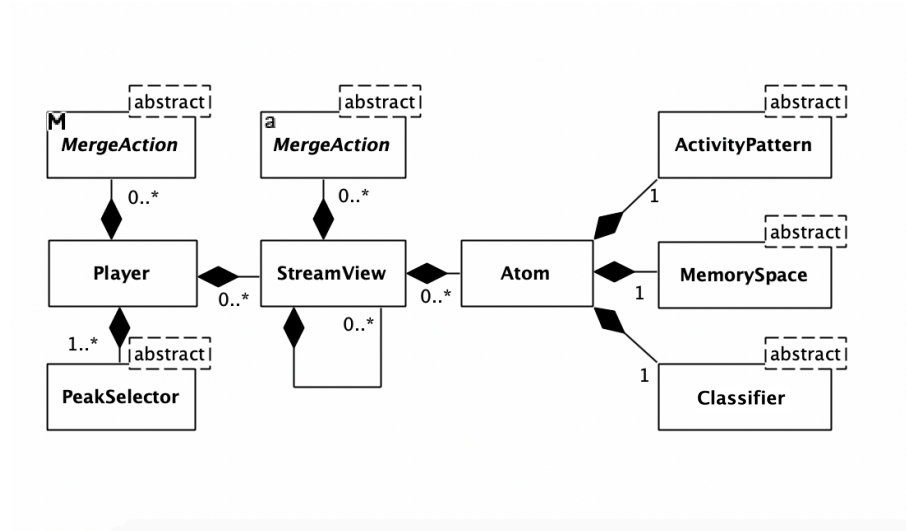 abstract
abstract
abstract
M
MergeAction
a
MergeAction
ActivityPattern
0..*
0..*
1
abstract
Player
StreamView
Atom
MemorySpace
0..*
0..*
1
0..*
1..*
abstract
abstract
1
PeakSelector
Classifier